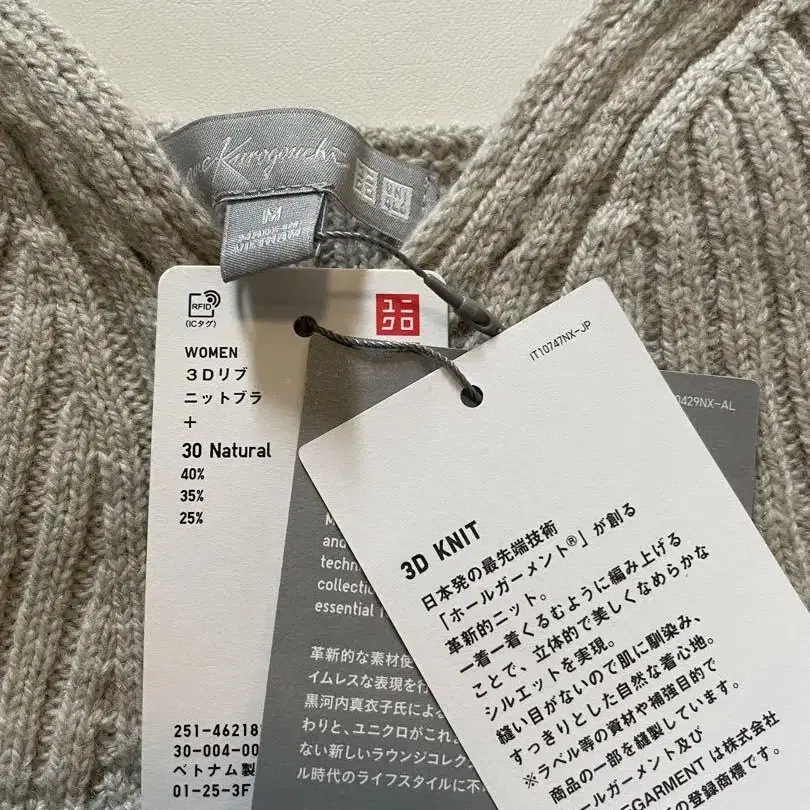 Kurogouchi
ユニ
クロ
UNI
QLO
M
RFID
(ICタグ)
ユニ
クロ
WOMEN
3Dリブ
ニットブラ
+
30 Natural
40%
35%
25%
251-46218
30-004-00
ベトナム製
01-25-3F
and
techn
collectio
essential
革新的な素材使
イムレスな表現を行
黒河内真衣子氏によ
わりと、ユニクロがこれ
ない新しいラウンジコレク
ル時代のライフスタイルに不
0429NX-AL
IT10747NX-JP
3D KNIT
日本発の最先端技術
「ホールガーメント®」が創る
革新的ニット。
一着一着くるむように編み上げる
ことで、立体的で美しくなめらかな
シルエットを実現。
縫い目がないので肌に馴染み、
すっきりとした自然な着心地。
※ラベル等の資材や補強目的で
商品の一部を縫製しています。
ールガーメント及び
EGARMENT は株式会社
の登録商標です。